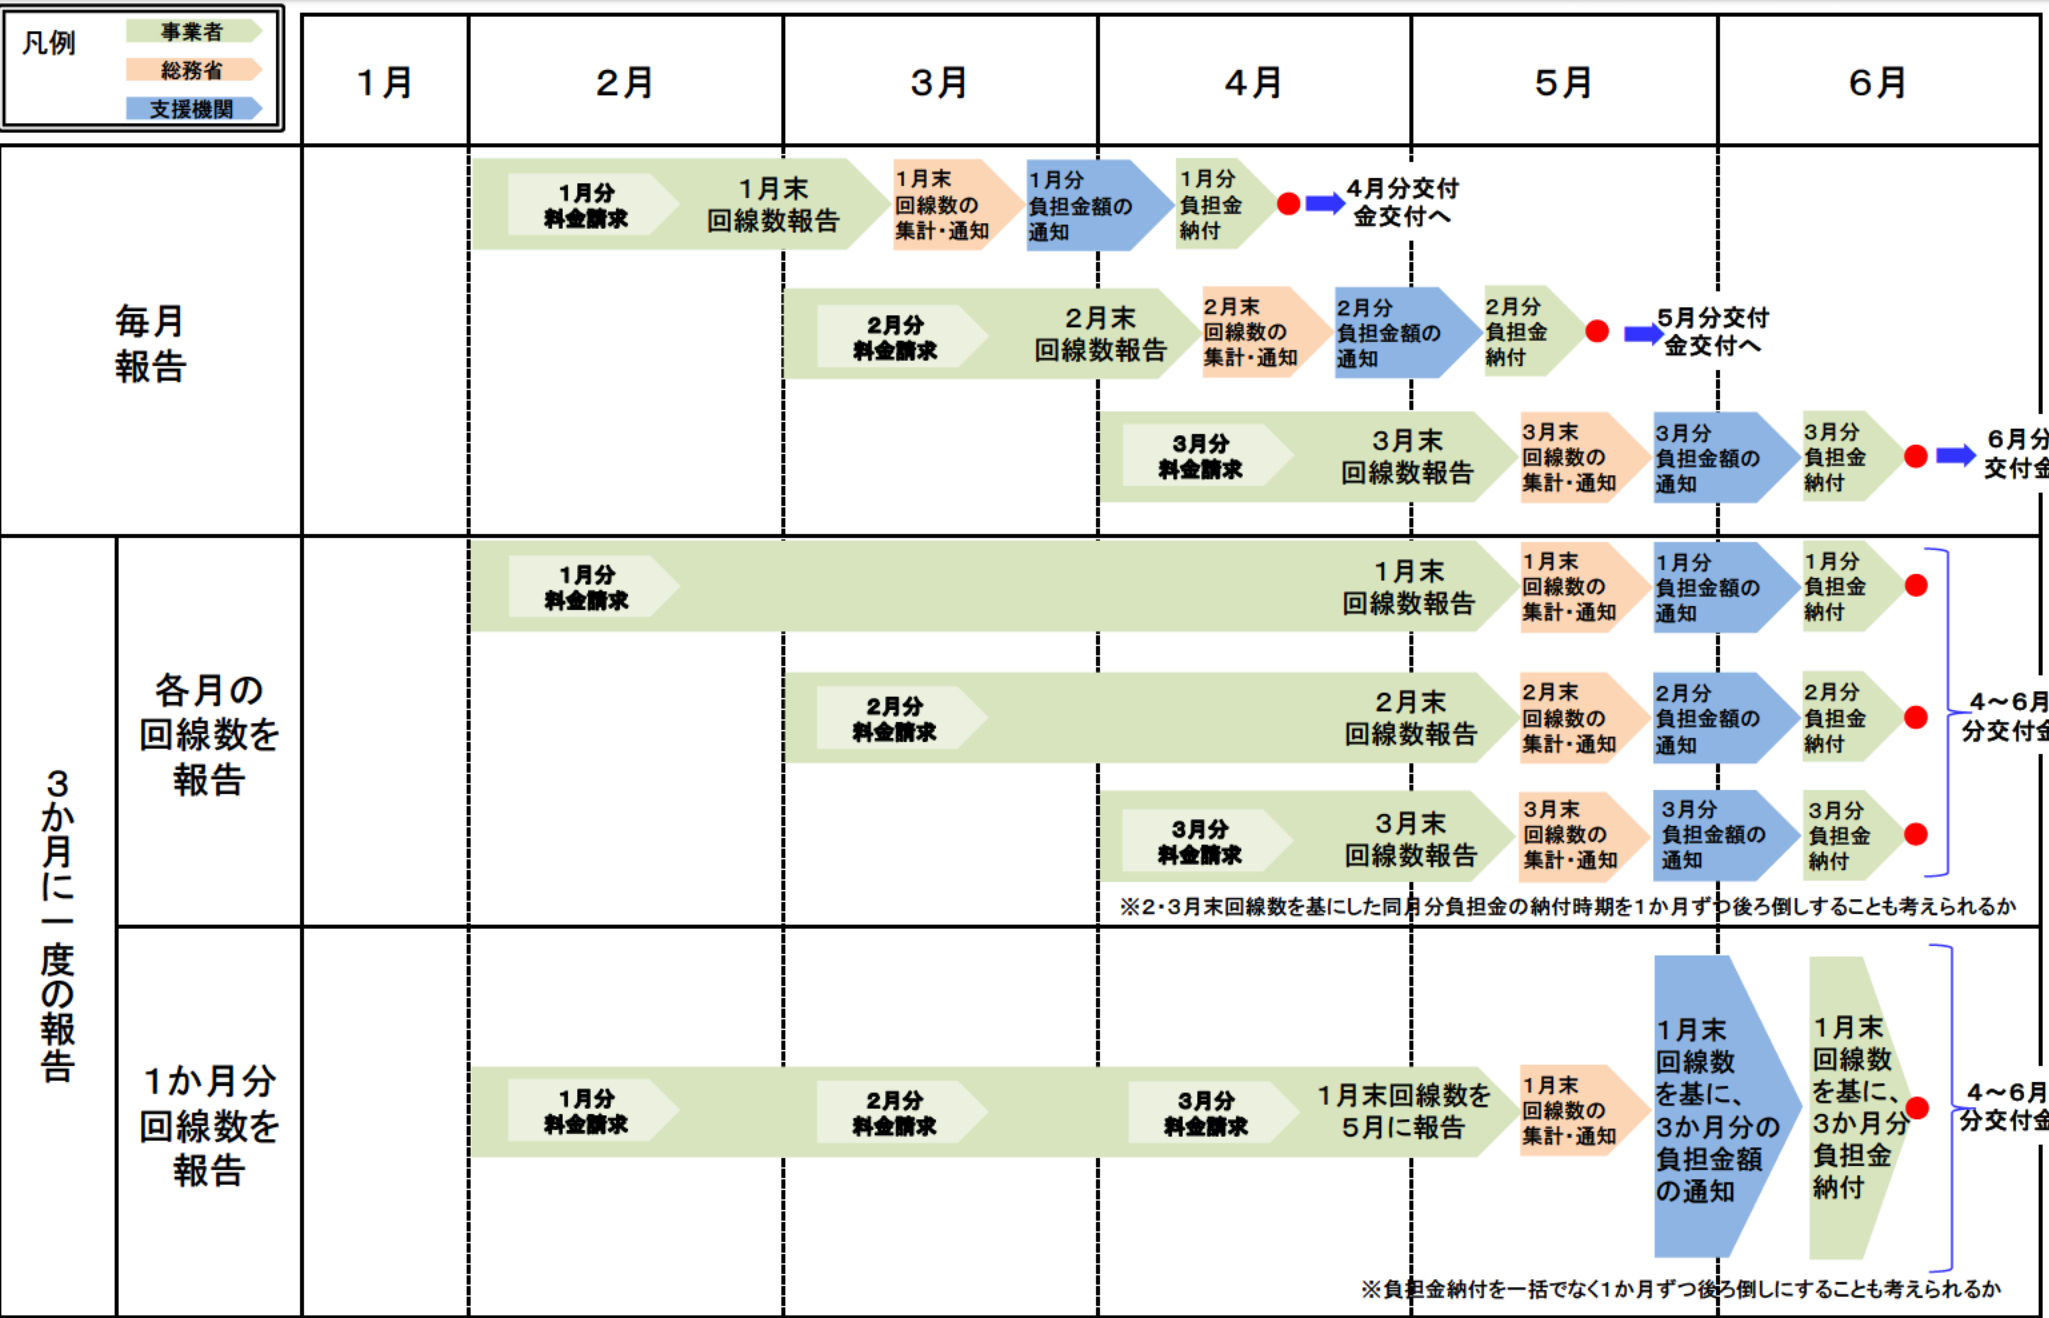 凡例
事業者
総務省
支援機関
1月
2月
3月
4月
5月
6月
毎月
報告
1月分
料金請求
1月末
回線数報告
1月末
回線数の
集計・通知
1月分
負担金額の
通知
1月分
負担金
納付
4月分交付
金交付へ
2月分
料金請求
2月末
回線数報告
2月末
回線数の
集計・通知
2月分
負担金額の
通知
2月分
負担金
納付
5月分交付
金交付へ
3月分
料金請求
3月末
回線数報告
3月末
回線数の
集計・通知
3月分
負担金額の
通知
3月分
負担金
納付
6月分
交付金
3か月に一度の報告
各月の
回線数を
報告
1月分
料金請求
1月末
回線数報告
1月末
回線数の
集計・通知
1月分
負担金額の
通知
1月分
負担金
納付
2月分
料金請求
2月末
回線数報告
2月末
回線数の
集計・通知
2月分
負担金額の
通知
2月分
負担金
納付
3月分
料金請求
3月末
回線数報告
3月末
回線数の
集計・通知
3月分
負担金額の
通知
3月分
負担金
納付
4～6月
分交付金
※2・3月末回線数を基にした同月分負担金の納付時期を1か月ずつ後ろ倒しすることも考えられるか
1か月分
回線数を
報告
1月分
料金請求
2月分
料金請求
3月分
料金請求
1月末回線数を
5月に報告
1月末
回線数の
集計・通知
1月末
回線数
を基に、
3か月分の
負担金額
の通知
1月末
回線数
を基に、
3か月分
負担金
納付
4～6月
分交付金
※負担金納付を一括でなく1か月ずつ後ろ倒しにすることも考えられるか